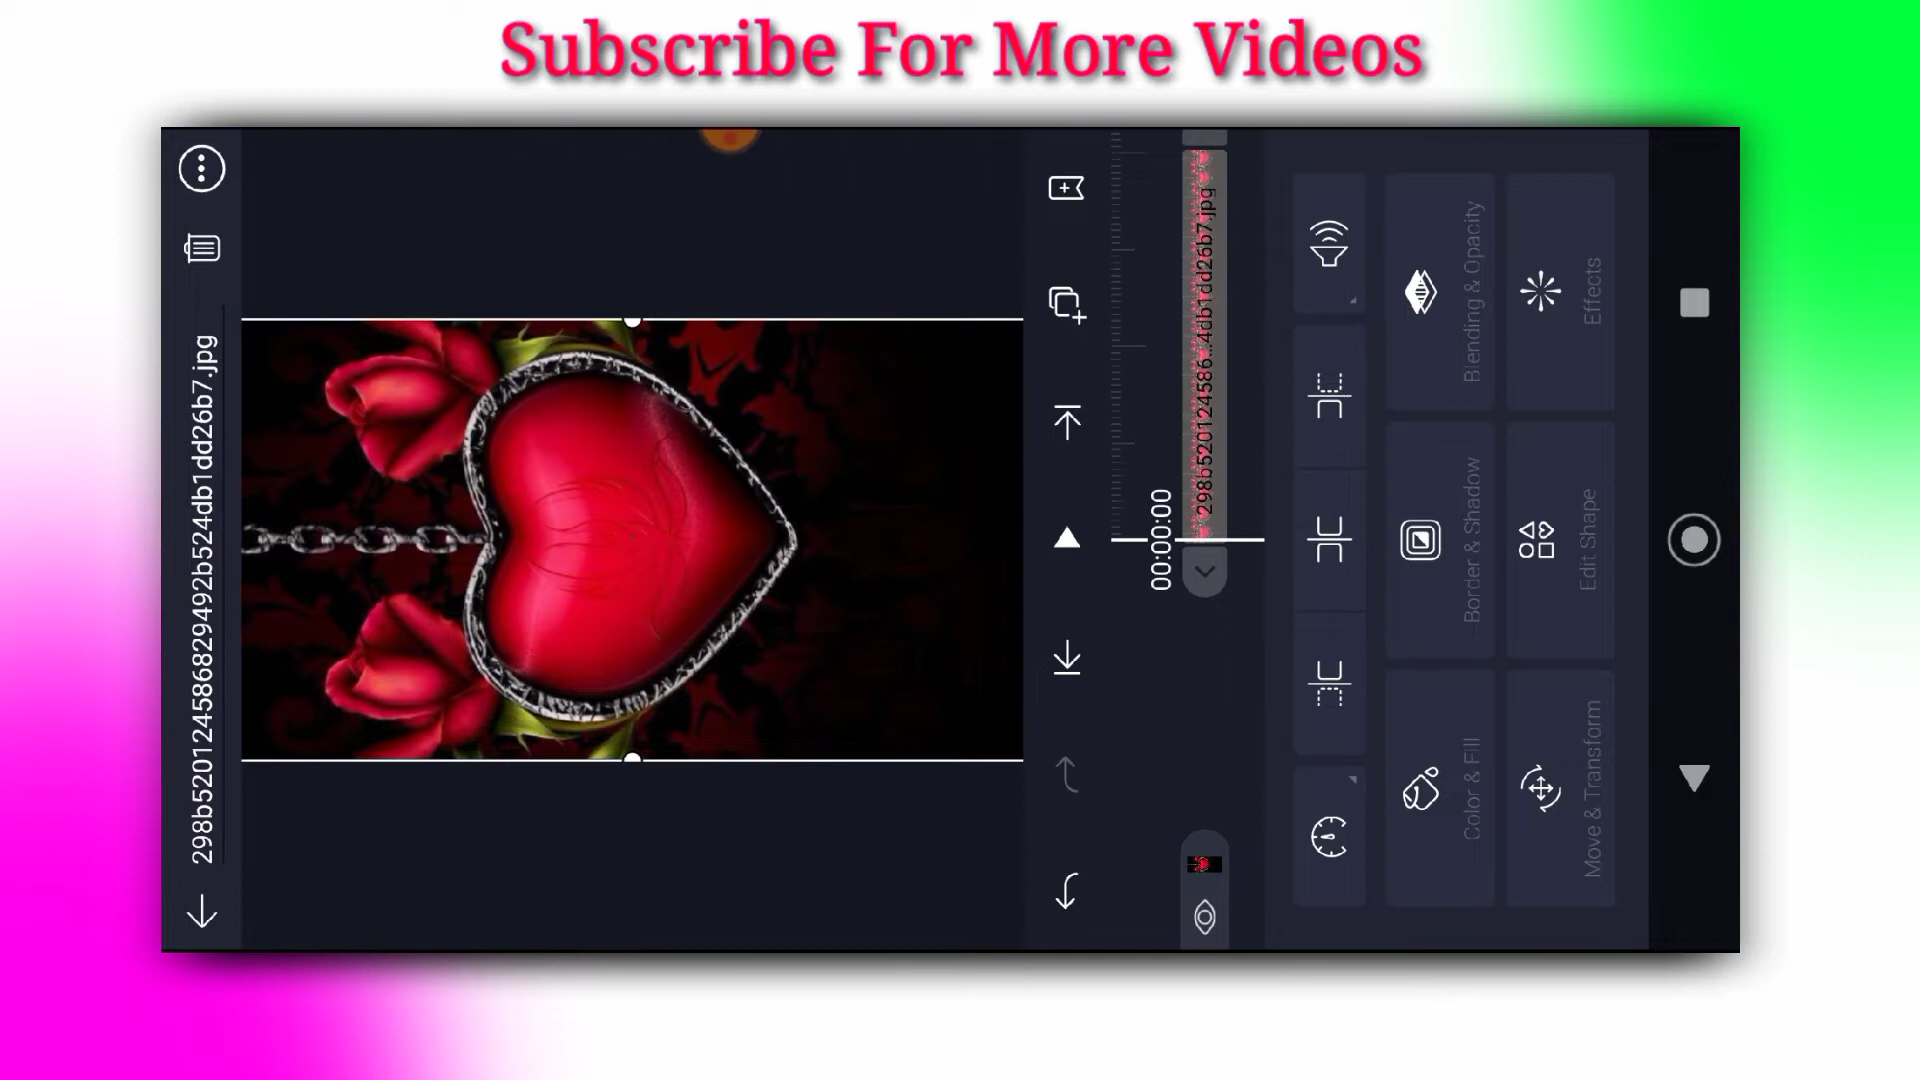 Subscribe For More Videos
298b520124586829492b524db1dd26b7.jpg
00:00:00
298b520124586...4db1dd26b7.jpg
Color & Fill
Border & Shadow
Blending & Opacity
Move & Transform
Edit Shape
Effects